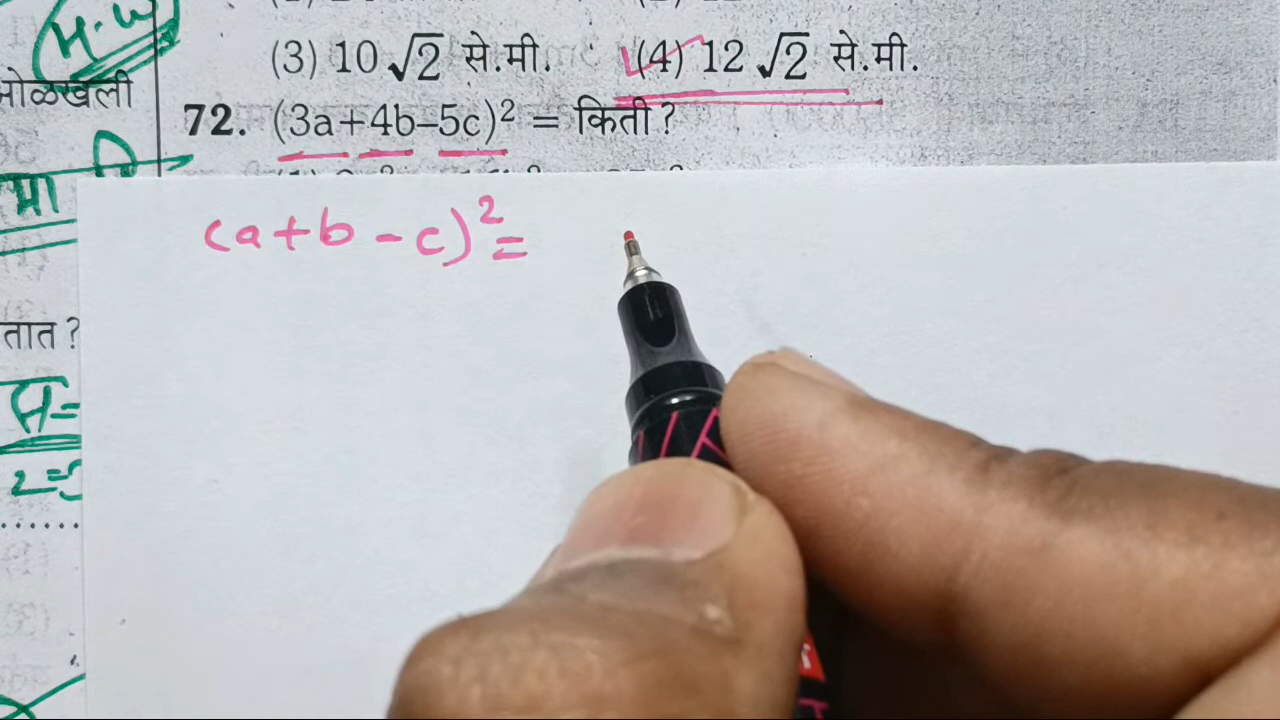 (3) 10 √2 से.मी. (4) 12 √2 से.मी.
72. (3a+4b–5c)² = किती?
(a+b-c)² =
H.W
ओळखली
मा
तात?